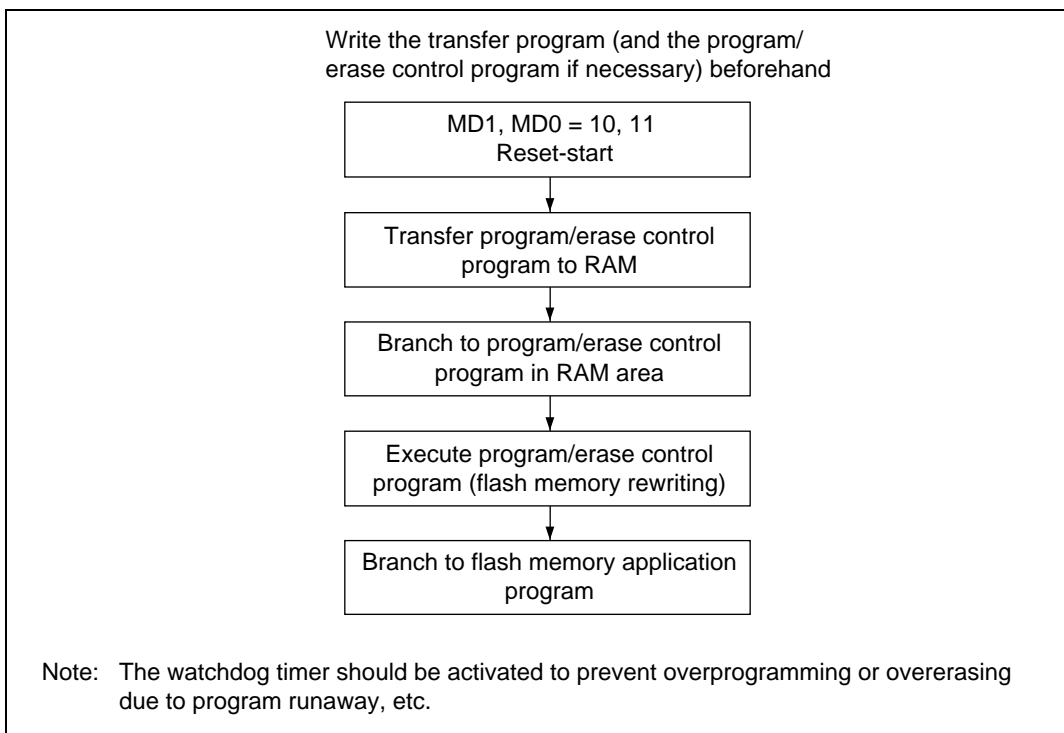 Write the transfer program (and the program/
erase control program if necessary) beforehand
MD1, MD0 = 10, 11
Reset-start
Transfer program/erase control
program to RAM
Branch to program/erase control
program in RAM area
Execute program/erase control
program (flash memory rewriting)
Branch to flash memory application
program
Note: The watchdog timer should be activated to prevent overprogramming or overerasing
due to program runaway, etc.